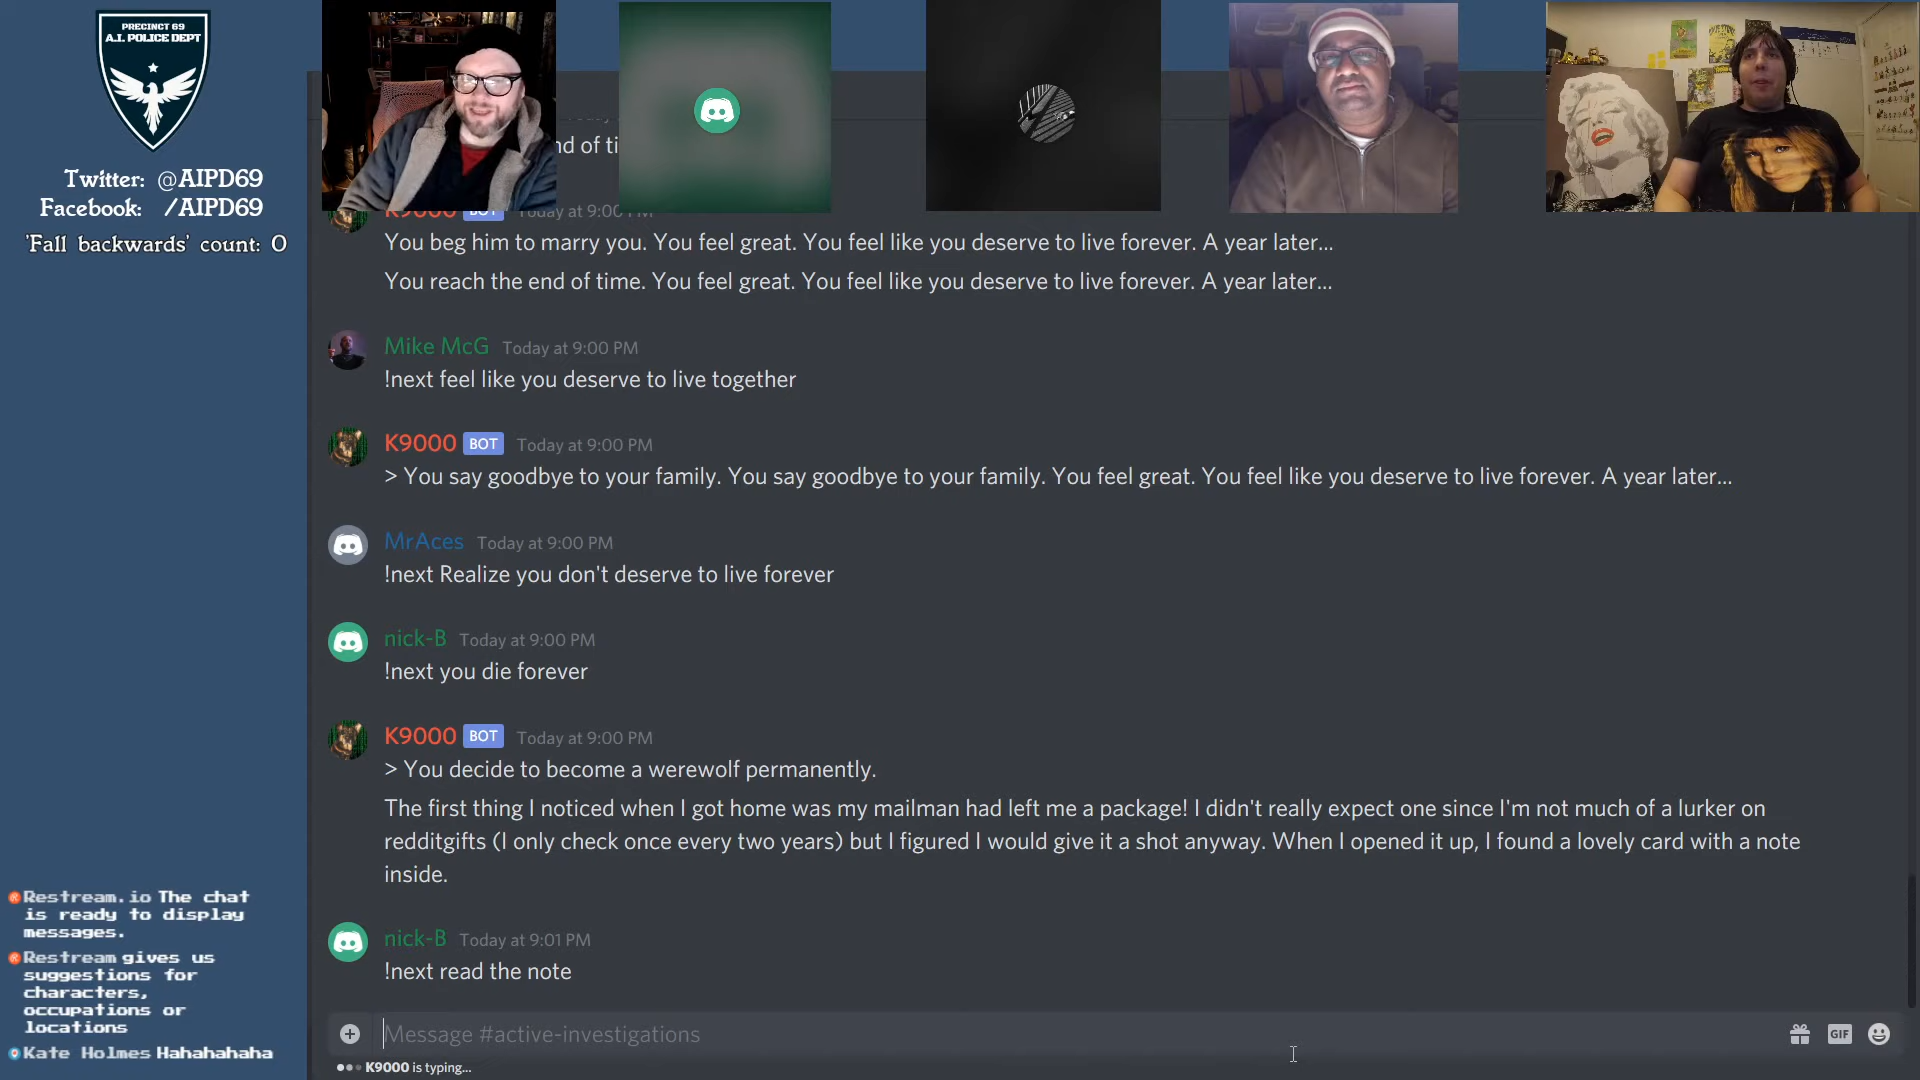 PRECINCT 69
A.I. POLICE DEPT
Twitter: @AIPD69
Facebook: /AIPD69
'Fall backwards' count: 0
nd of ti
K9000 BOT Today at 9:00 PM
You beg him to marry you. You feel great. You feel like you deserve to live forever. A year later...
You reach the end of time. You feel great. You feel like you deserve to live forever. A year later...
Mike McG Today at 9:00 PM
!next feel like you deserve to live together
K9000 BOT Today at 9:00 PM
> You say goodbye to your family. You say goodbye to your family. You feel great. You feel like you deserve to live forever. A year later...
MrAces Today at 9:00 PM
!next Realize you don't deserve to live forever
nick-B Today at 9:00 PM
!next you die forever
K9000 BOT Today at 9:00 PM
> You decide to become a werewolf permanently.
The first thing I noticed when I got home was my mailman had left me a package! I didn't really expect one since I'm not much of a lurker on
redditgifts (I only check once every two years) but I figured I would give it a shot anyway. When I opened it up, I found a lovely card with a note
inside.
nick-B Today at 9:01 PM
!next read the note
Message #active-investigations
GIF
K9000 is typing...
Restream.io The chat
is ready to display
messages.
Restream gives us
suggestions for
characters,
occupations or
locations
Kate Holmes Hahahahaha